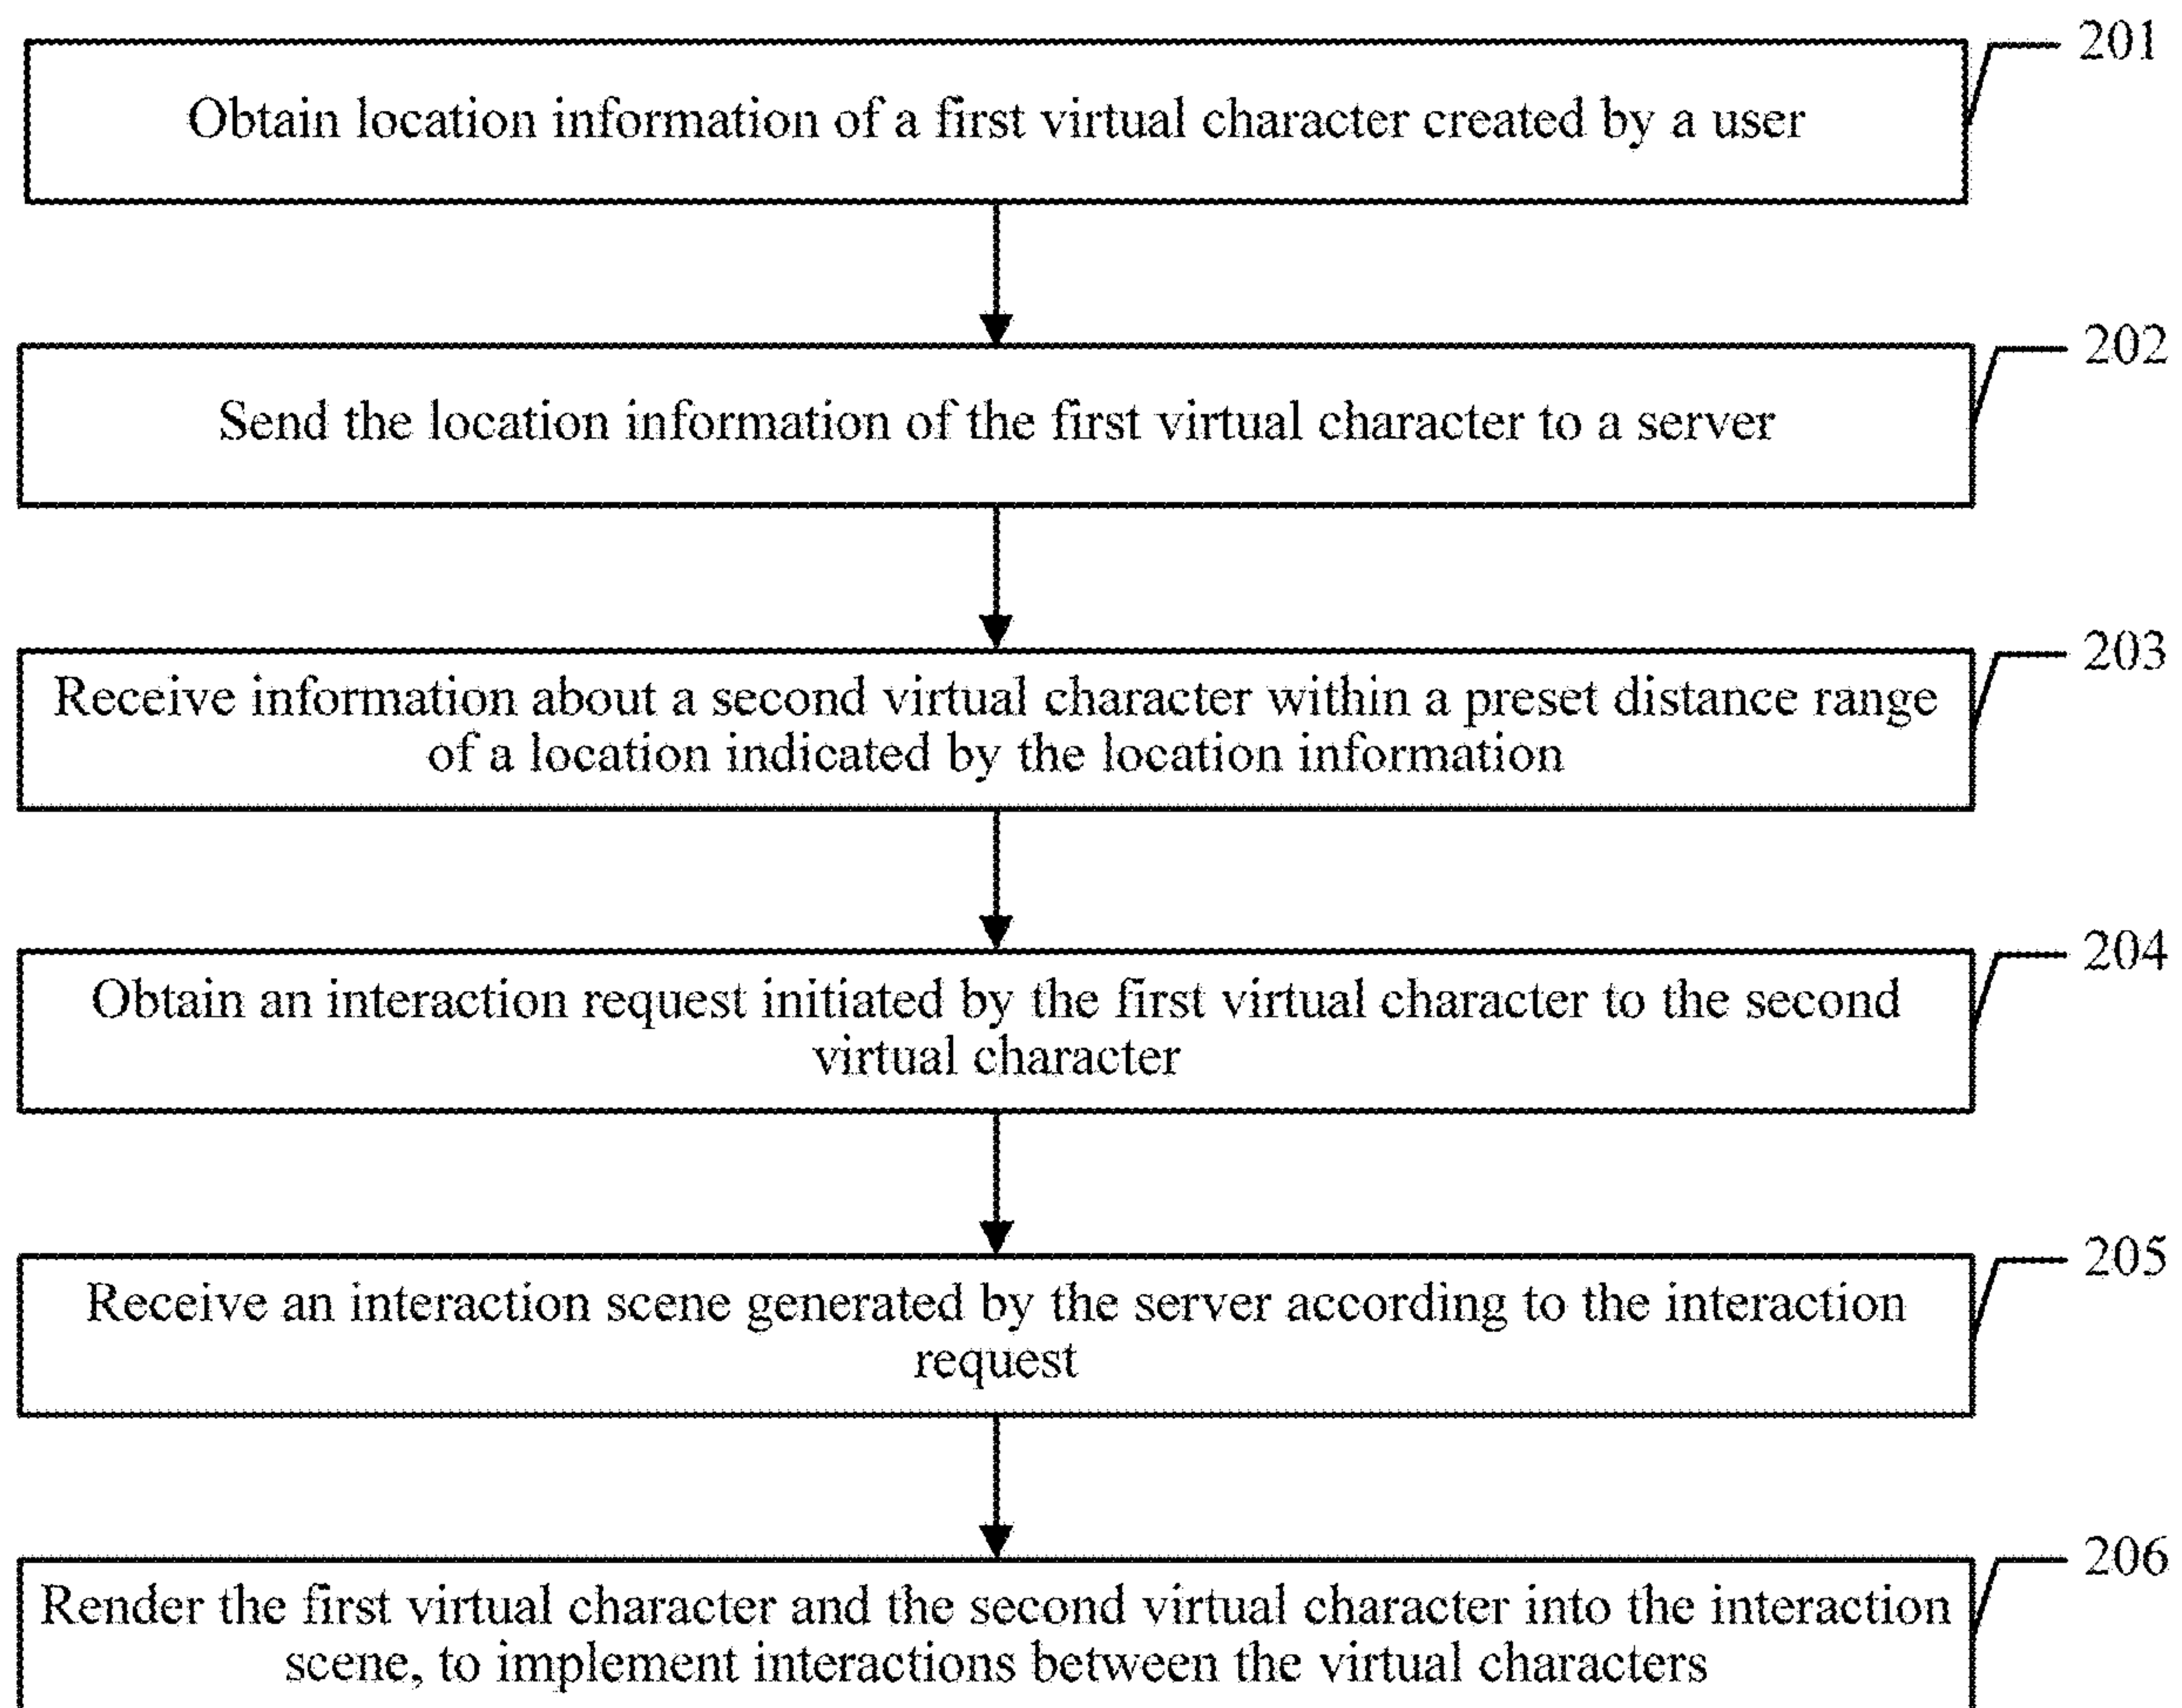 201
Obtain location information of a first virtual character created by a user
202
Send the location information of the first virtual character to a server
203
Receive information about a second virtual character within a preset distance range
of a location indicated by the location information
204
Obtain an interaction request initiated by the first virtual character to the second
virtual character
205
Receive an interaction scene generated by the server according to the interaction
request
206
Render the first virtual character and the second virtual character into the interaction
scene, to implement interactions between the virtual characters